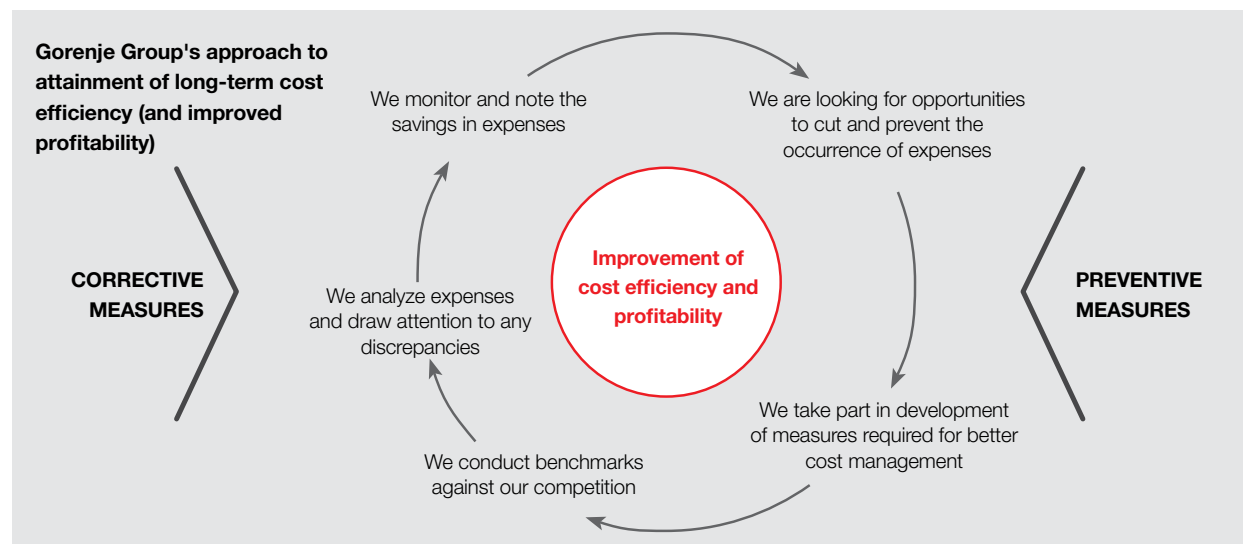 Gorenje Group's approach to
attainment of long-term cost
efficiency (and improved
profitability)
We monitor and note the
savings in expenses
We are looking for opportunities
to cut and prevent the
occurrence of expenses
CORRECTIVE
MEASURES
We analyze expenses
and draw attention to any
discrepancies
Improvement of
cost efficiency and
profitability
PREVENTIVE
MEASURES
We take part in development
of measures required for better
cost management
We conduct benchmarks
against our competition